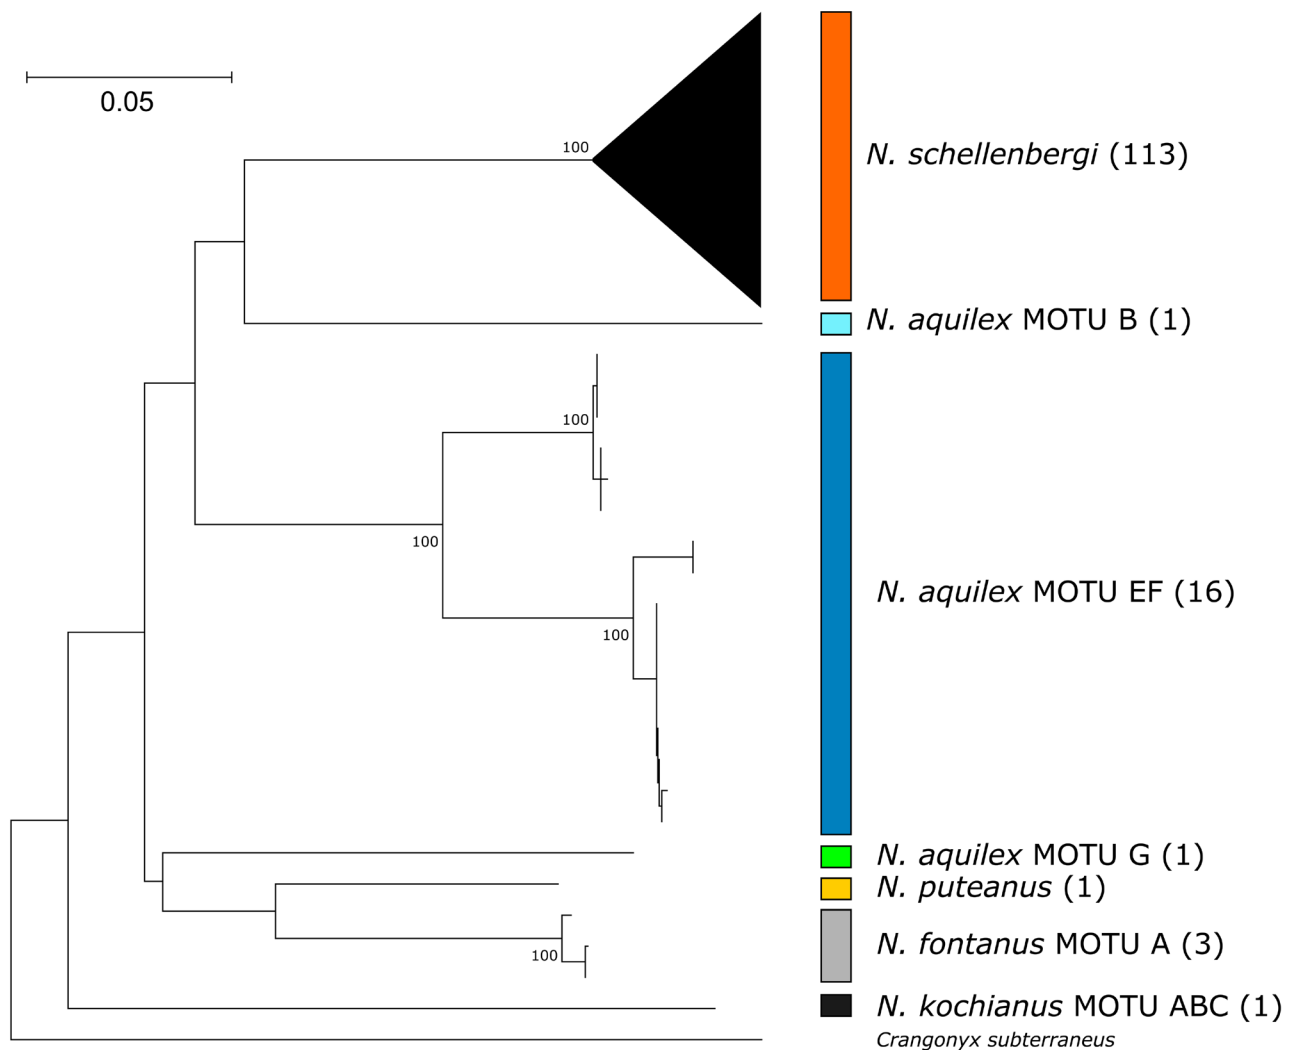 0.05
100
N. schellenbergi (113)
N. aquilex MOTU B (1)
100
100
N. aquilex MOTU EF (16)
100
N. aquilex MOTU G (1)
N. puteanus (1)
N. fontanus MOTU A (3)
100
N. kochianus MOTU ABC (1)
Crangonyx subterraneus